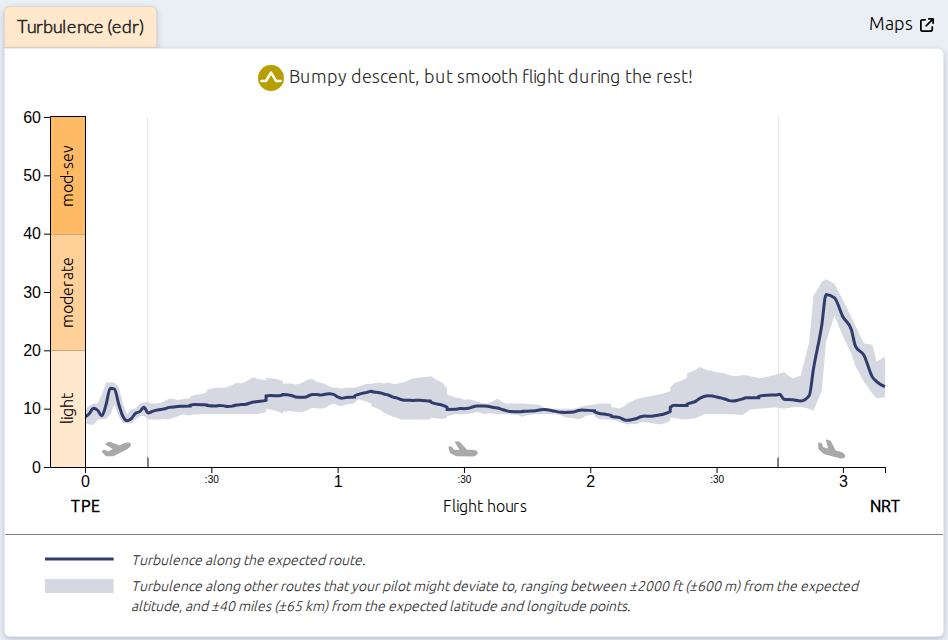 Turbulence (edr)
Maps
Bumpy descent, but smooth flight during the rest!
60
50
40
30
20
10
0
mod-sev
moderate
light
0 :30 1 :30 2 :30 3
TPE Flight hours NRT
Turbulence along the expected route.
Turbulence along other routes that your pilot might deviate to, ranging between ±2000 ft (±600 m) from the expected
altitude, and ±40 miles (±65 km) from the expected latitude and longitude points.